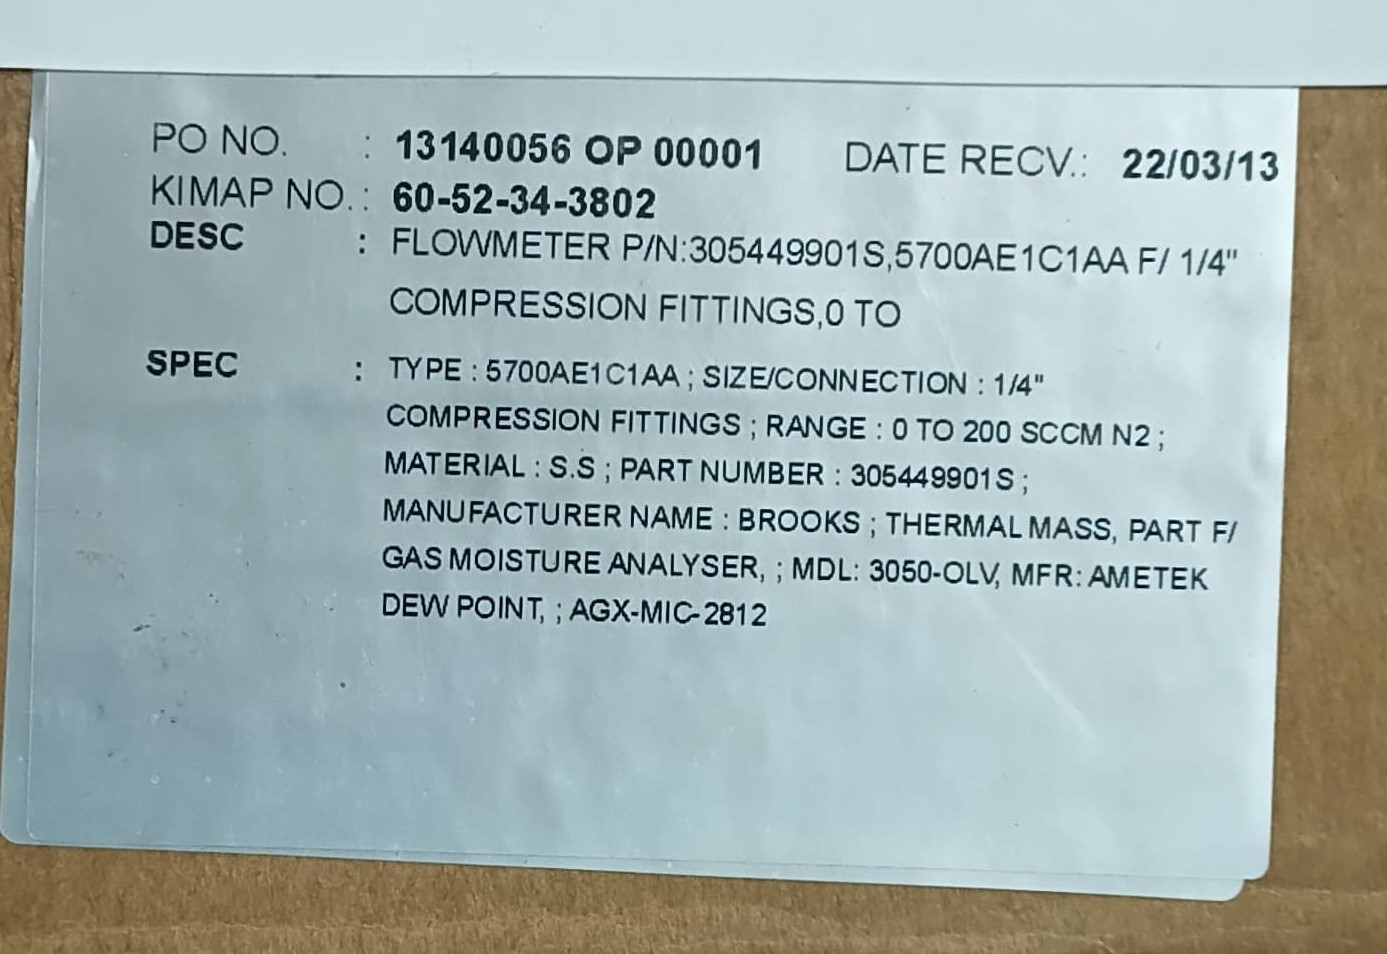 PO NO. : 13140056 OP 00001 DATE RECV.: 22/03/13
KIMAP NO. : 60-52-34-3802
DESC : FLOWMETER P/N:305449901S,5700AE1C1AA F/ 1/4"
COMPRESSION FITTINGS,0 TO
SPEC : TYPE : 5700AE1C1AA ; SIZE/CONNECTION : 1/4"
COMPRESSION FITTINGS ; RANGE : 0 TO 200 SCCM N2 ;
MATERIAL : S.S ; PART NUMBER : 305449901S ;
MANUFACTURER NAME : BROOKS ; THERMAL MASS, PART F/
GAS MOISTURE ANALYSER, ; MDL: 3050-OLV, MFR: AMETEK
DEW POINT, ; AGX-MIC-2812